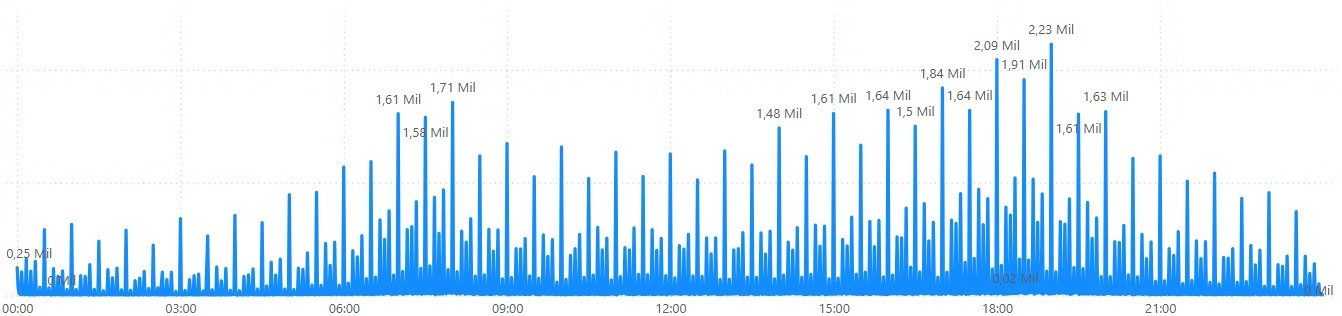 2,23 Mil
2,09 Mil
1,91 Mil
1,84 Mil
1,71 Mil
1,61 Mil
1,58 Mil
1,48 Mil
1,61 Mil
1,64 Mil
1,5 Mil
1,64 Mil
1,61 Mil
1,63 Mil
0,25 Mil
0 Mil
0,02 Mil
0 Mil
00:00 03:00 06:00 09:00 12:00 15:00 18:00 21:00